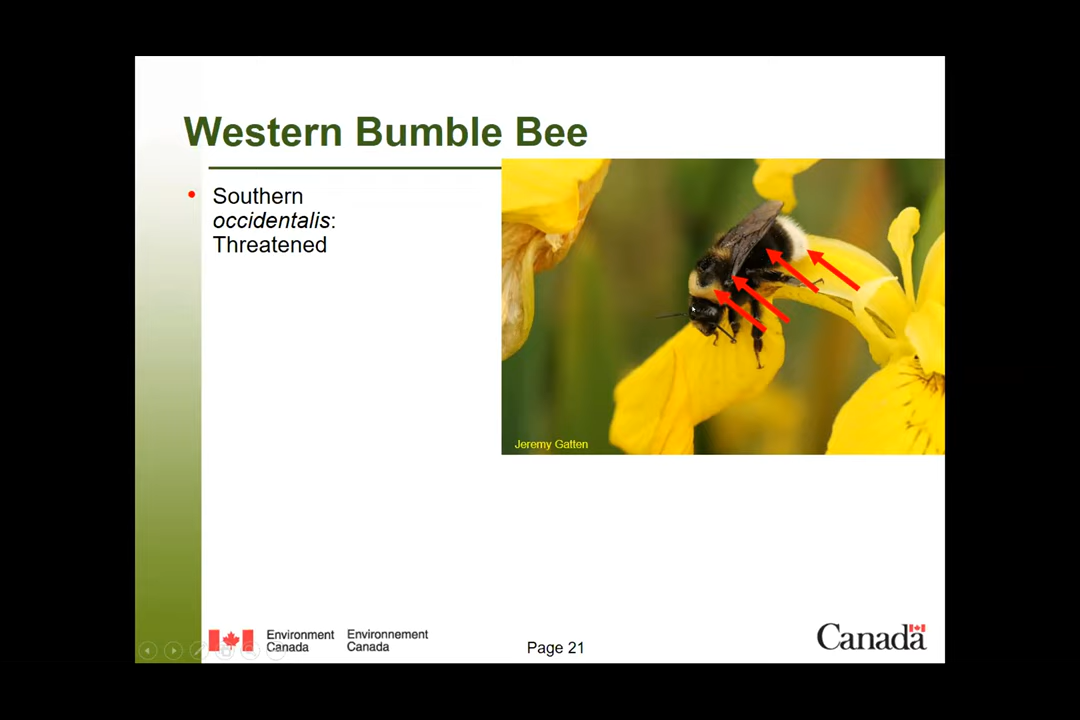 Western Bumble Bee
• Southern
occidentalis:
Threatened
Jeremy Gatten
Environment Environnement
Canada Canada
Page 21
Canada